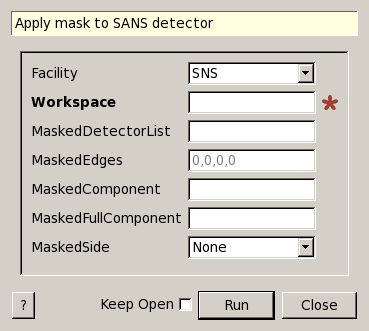 Apply mask to SANS detector
Facility SNS
Workspace *
MaskedDetectorList
MaskedEdges 0,0,0,0
MaskedComponent
MaskedFullComponent
MaskedSide None
? Keep Open Run Close